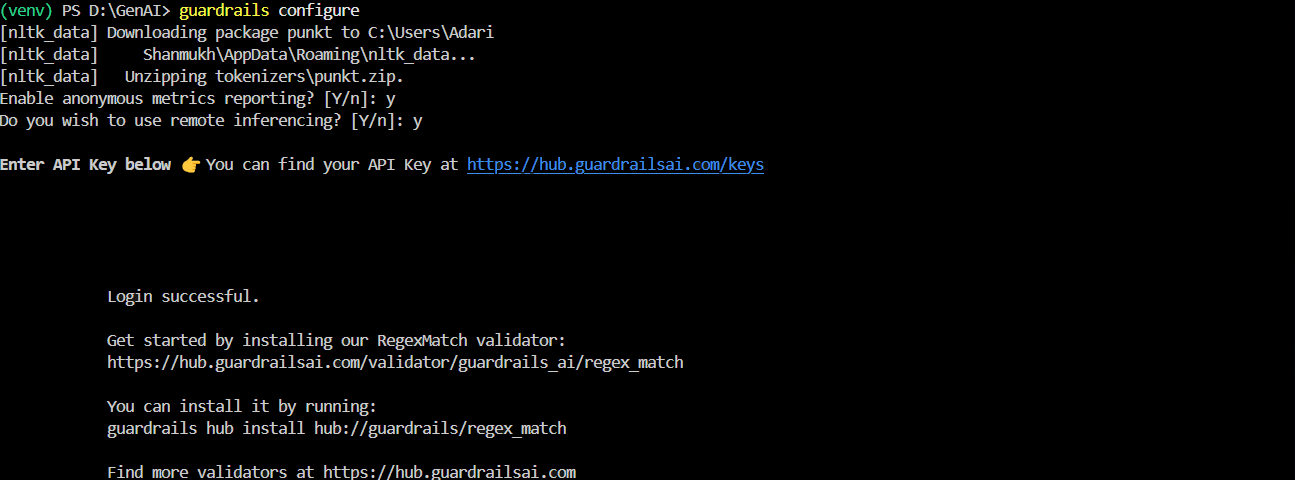 (venv) PS D:\GenAI> guardrails configure
[nltk_data] Downloading package punkt to C:\Users\Adari
[nltk_data]     Shanmukh\AppData\Roaming\nltk_data...
[nltk_data]   Unzipping tokenizers\punkt.zip.
Enable anonymous metrics reporting? [Y/n]: y
Do you wish to use remote inferencing? [Y/n]: y
Enter API Key below 👉 You can find your API Key at https://hub.guardrailsai.com/keys
Login successful.
Get started by installing our RegexMatch validator:
https://hub.guardrailsai.com/validator/guardrails_ai/regex_match
You can install it by running:
guardrails hub install hub://guardrails/regex_match
Find more validators at https://hub.guardrailsai.com